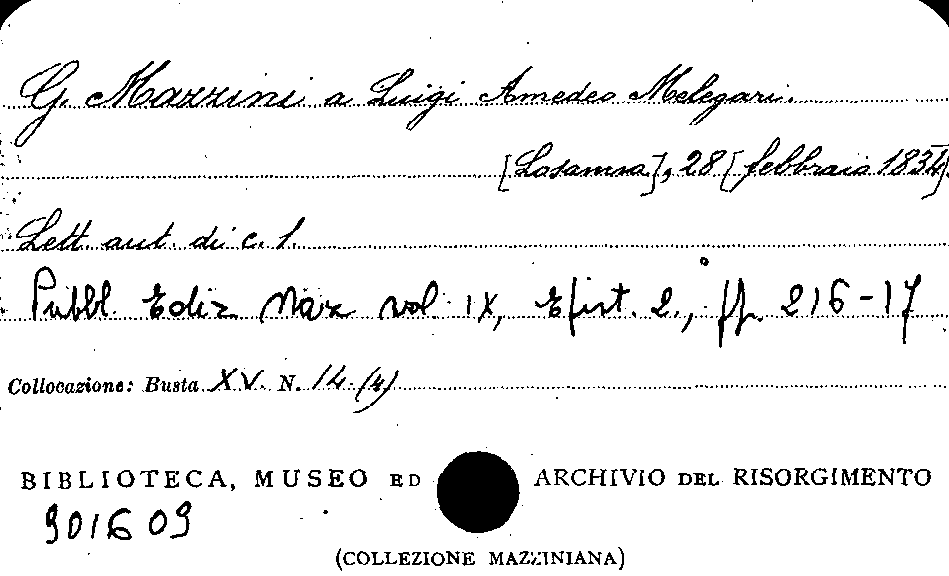 G. Mazzini a Luigi Amedeo Melegari.
[Losanna], 28 [febbraio 1834].
Lett. aut. di c. 1.
Pubbl. Ediz Naz vol. IX, Epist. 2.°, pp. 216-17
Collocazione: Busta XV. N. 14 (4)
BIBLIOTECA, MUSEO ED ARCHIVIO DEL RISORGIMENTO
901609
(COLLEZIONE MAZZINIANA)